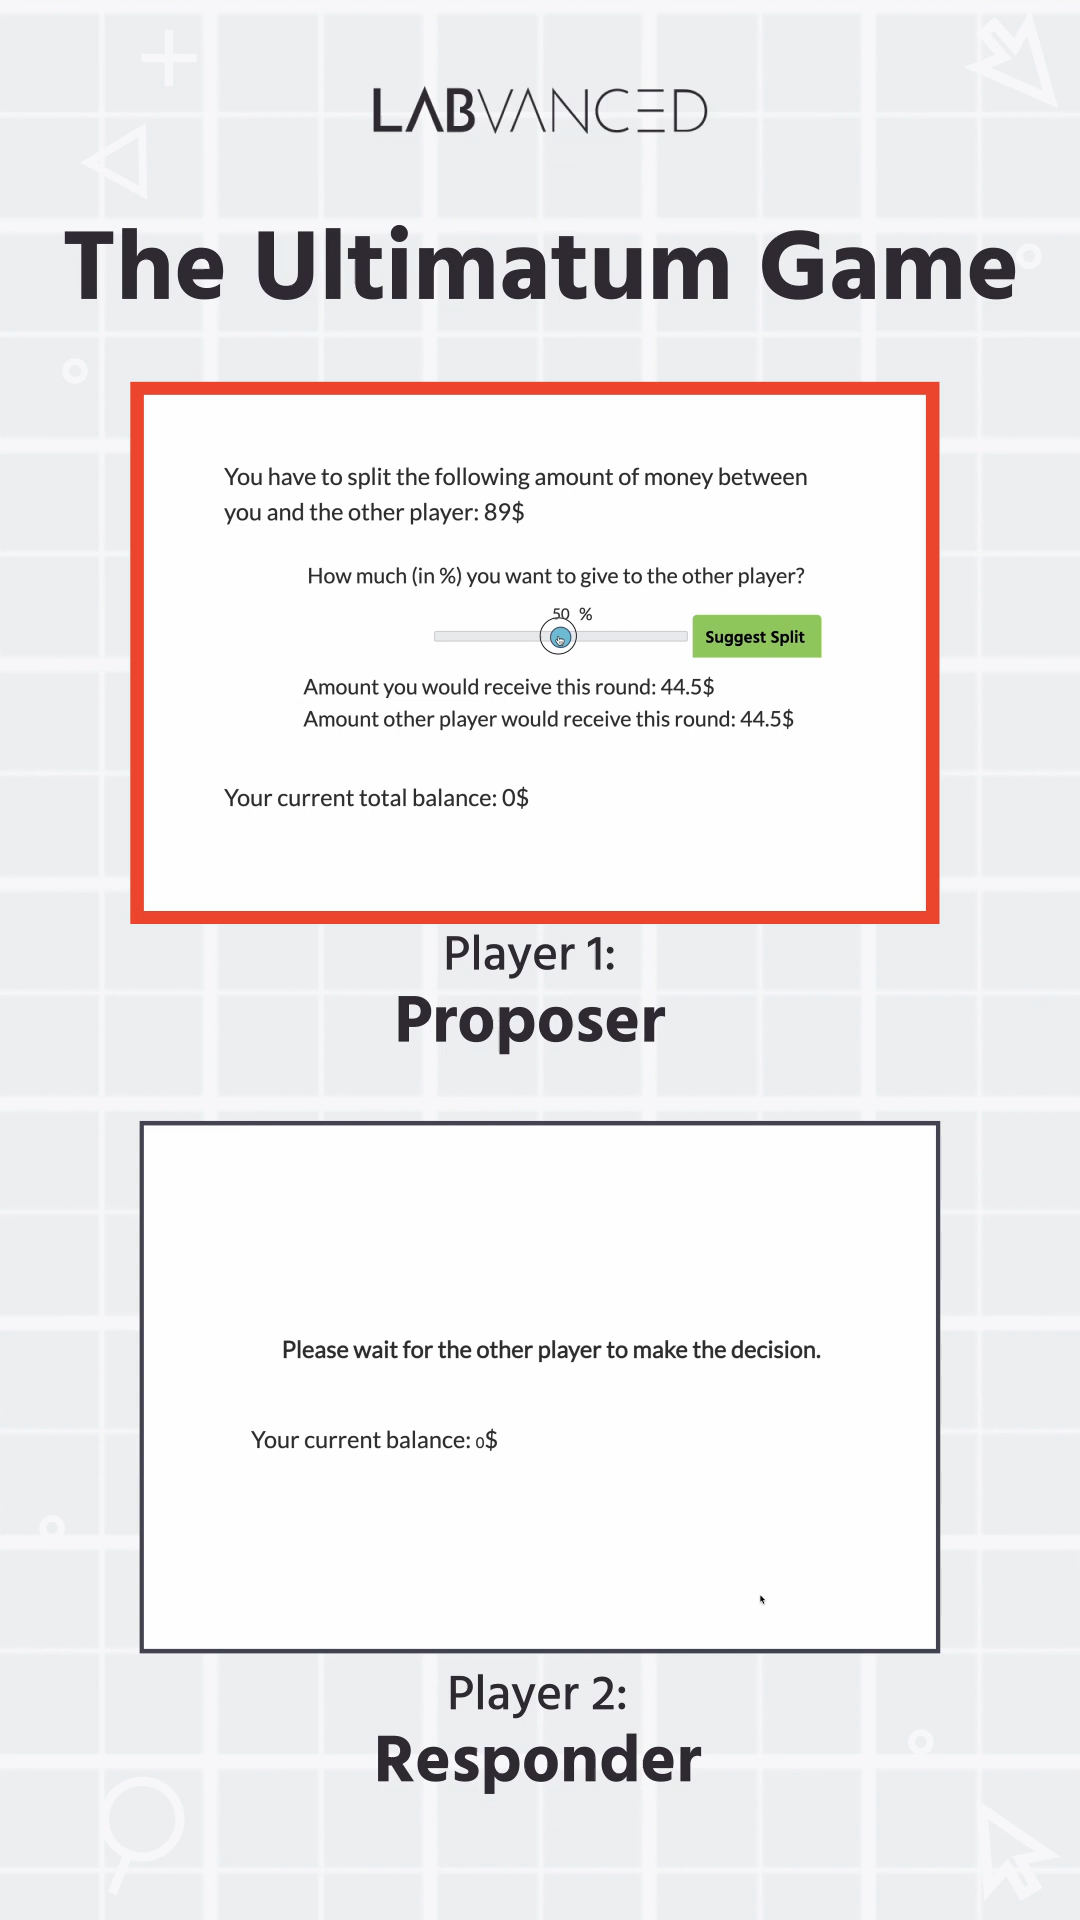 LABVANCED
The Ultimatum Game
You have to split the following amount of money between
you and the other player: 89$
How much (in %) you want to give to the other player?
50 %
Suggest Split
Amount you would receive this round: 44.5$
Amount other player would receive this round: 44.5$
Your current total balance: 0$
Player 1:
Proposer
Please wait for the other player to make the decision.
Your current balance: 0$
Player 2:
Responder